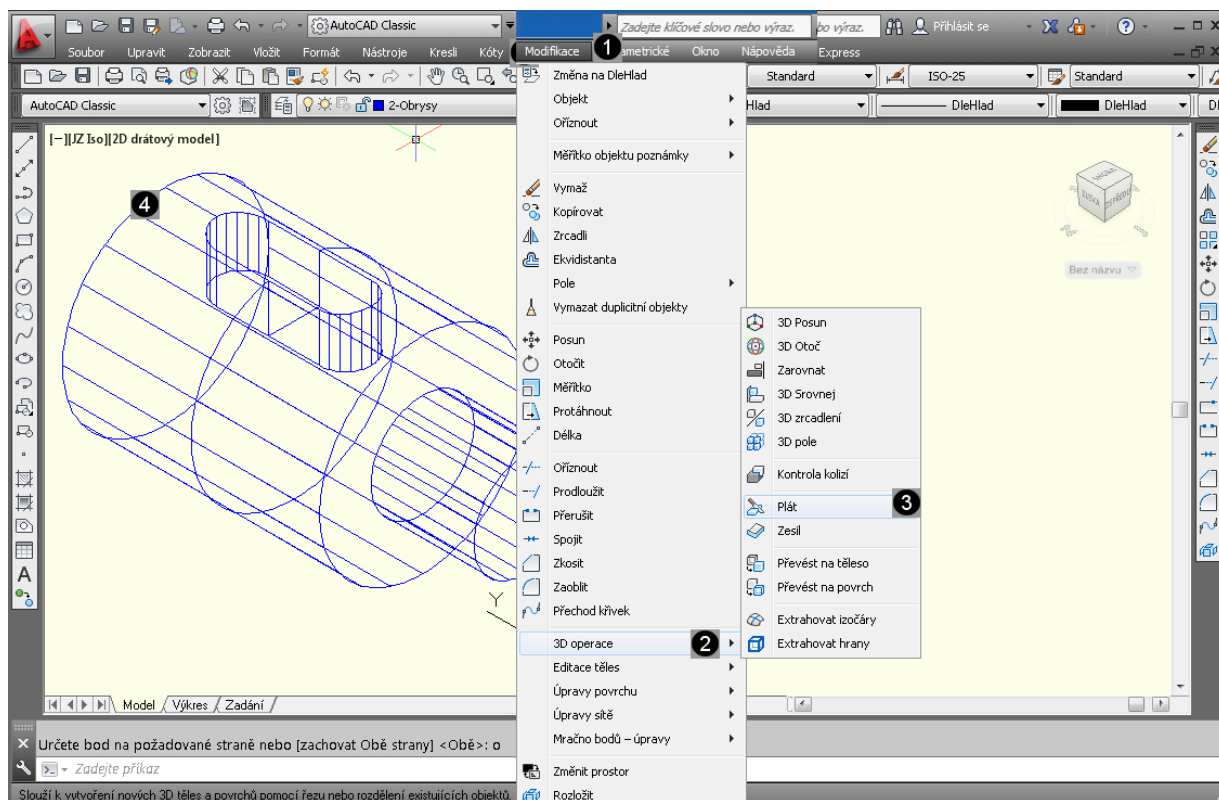 AutoCAD Classic
Zadejte klíčové slovo nebo výraz.
bo výraz.
Přihlásit se
Soubor Upravit Zobrazit Vložit Formát Nástroje Kresli Kóty Modifikace 1 ametrické Okno Nápověda Express
Standard ISO-25 Standard
AutoCAD Classic 2-Obrysy Hlad DleHlad DleHlad
[−][JZ Iso][2D drátový model]
4
Bez názvu
Změna na DleHlad
Objekt
Oříznout
Měřítko objektu poznámky
Vymaž
Kopírovat
Zrcadli
Ekvidistanta
Pole
Vymazat duplicitní objekty
Posun
Otočit
Měřítko
Protáhnout
Délka
Oříznout
Prodloužit
Přerušit
Spojit
Zkosit
Zaoblit
Přechod křivek
3D operace 2
Editace těles
Úpravy povrchu
Úpravy sítě
Mračno bodů – úpravy
Změnit prostor
Rozložit
3D Posun
3D Otoč
Zarovnat
3D Srovnej
3D zrcadlení
3D pole
Kontrola kolizí
Plát 3
Zesil
Převést na těleso
Převést na povrch
Extrahovat izočáry
Extrahovat hrany
Y
A
Model Výkres Zadání
Určete bod na požadované straně nebo [zachovat Obě strany] <Obě>: o
Zadejte příkaz
Slouží k vytvoření nových 3D těles a povrchů pomocí řezu nebo rozdělení existujících objektů.